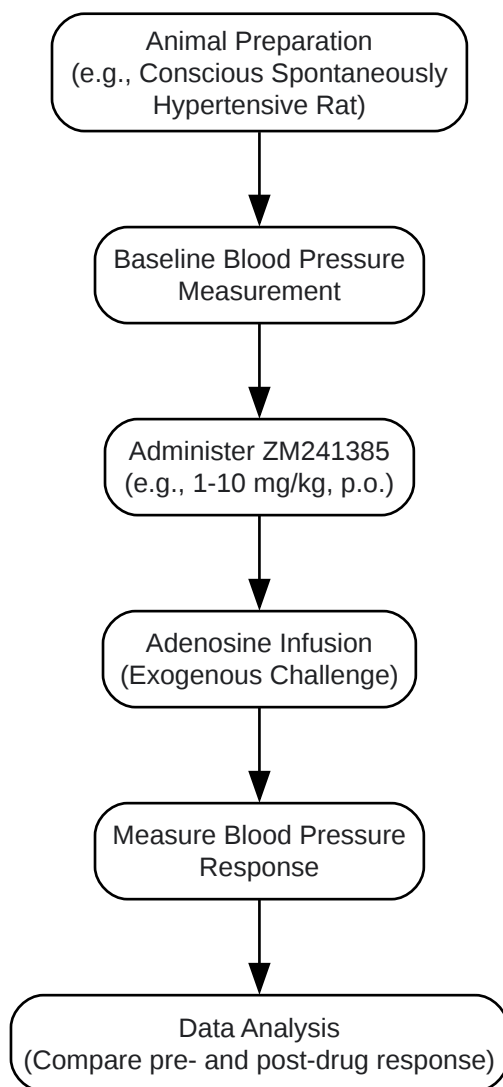 Animal Preparation
(e.g., Conscious Spontaneously
Hypertensive Rat)
Baseline Blood Pressure
Measurement
Administer ZM241385
(e.g., 1-10 mg/kg, p.o.)
Adenosine Infusion
(Exogenous Challenge)
Measure Blood Pressure
Response
Data Analysis
(Compare pre- and post-drug response)